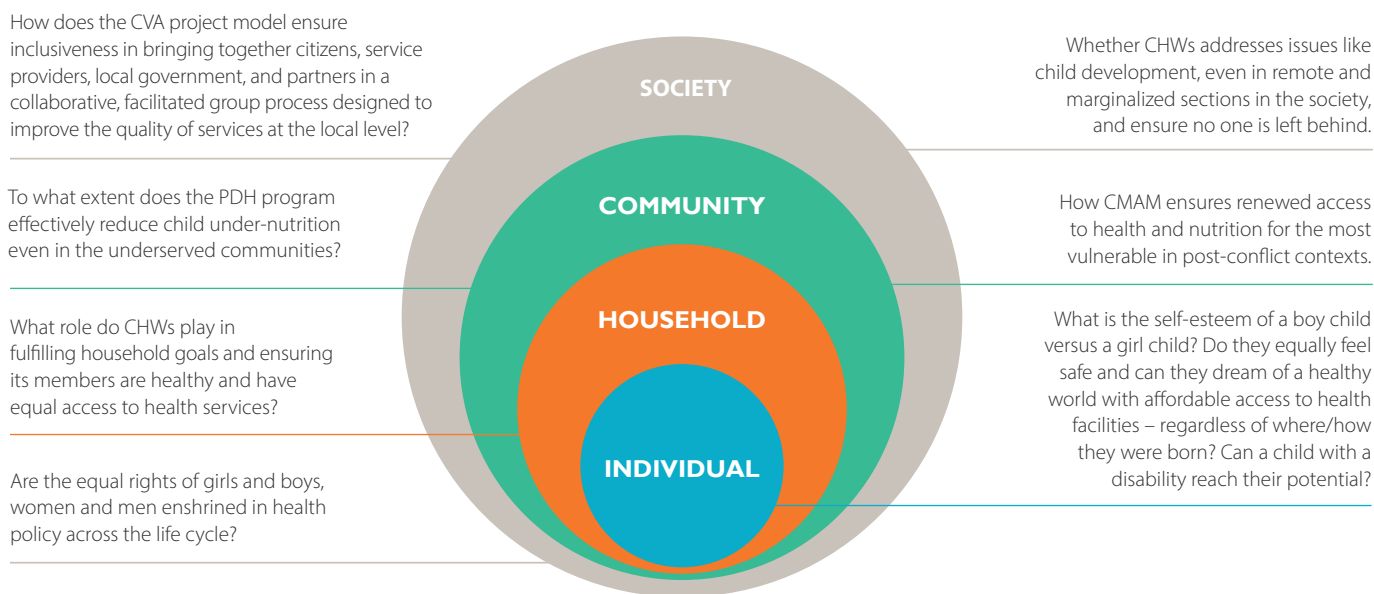 How does the CVA project model ensure
inclusiveness in bringing together citizens, service
providers, local government, and partners in a
collaborative, facilitated group process designed to
improve the quality of services at the local level?
To what extent does the PDH program
effectively reduce child under-nutrition
even in the underserved communities?
What role do CHWs play in
fulfilling household goals and ensuring
its members are healthy and have
equal access to health services?
Are the equal rights of girls and boys,
women and men enshrined in health
policy across the life cycle?
SOCIETY
COMMUNITY
HOUSEHOLD
INDIVIDUAL
Whether CHWs addresses issues like
child development, even in remote and
marginalized sections in the society,
and ensure no one is left behind.
How CMAM ensures renewed access
to health and nutrition for the most
vulnerable in post-conflict contexts.
What is the self-esteem of a boy child
versus a girl child? Do they equally feel
safe and can they dream of a healthy
world with affordable access to health
facilities – regardless of where/how
they were born? Can a child with a
disability reach their potential?